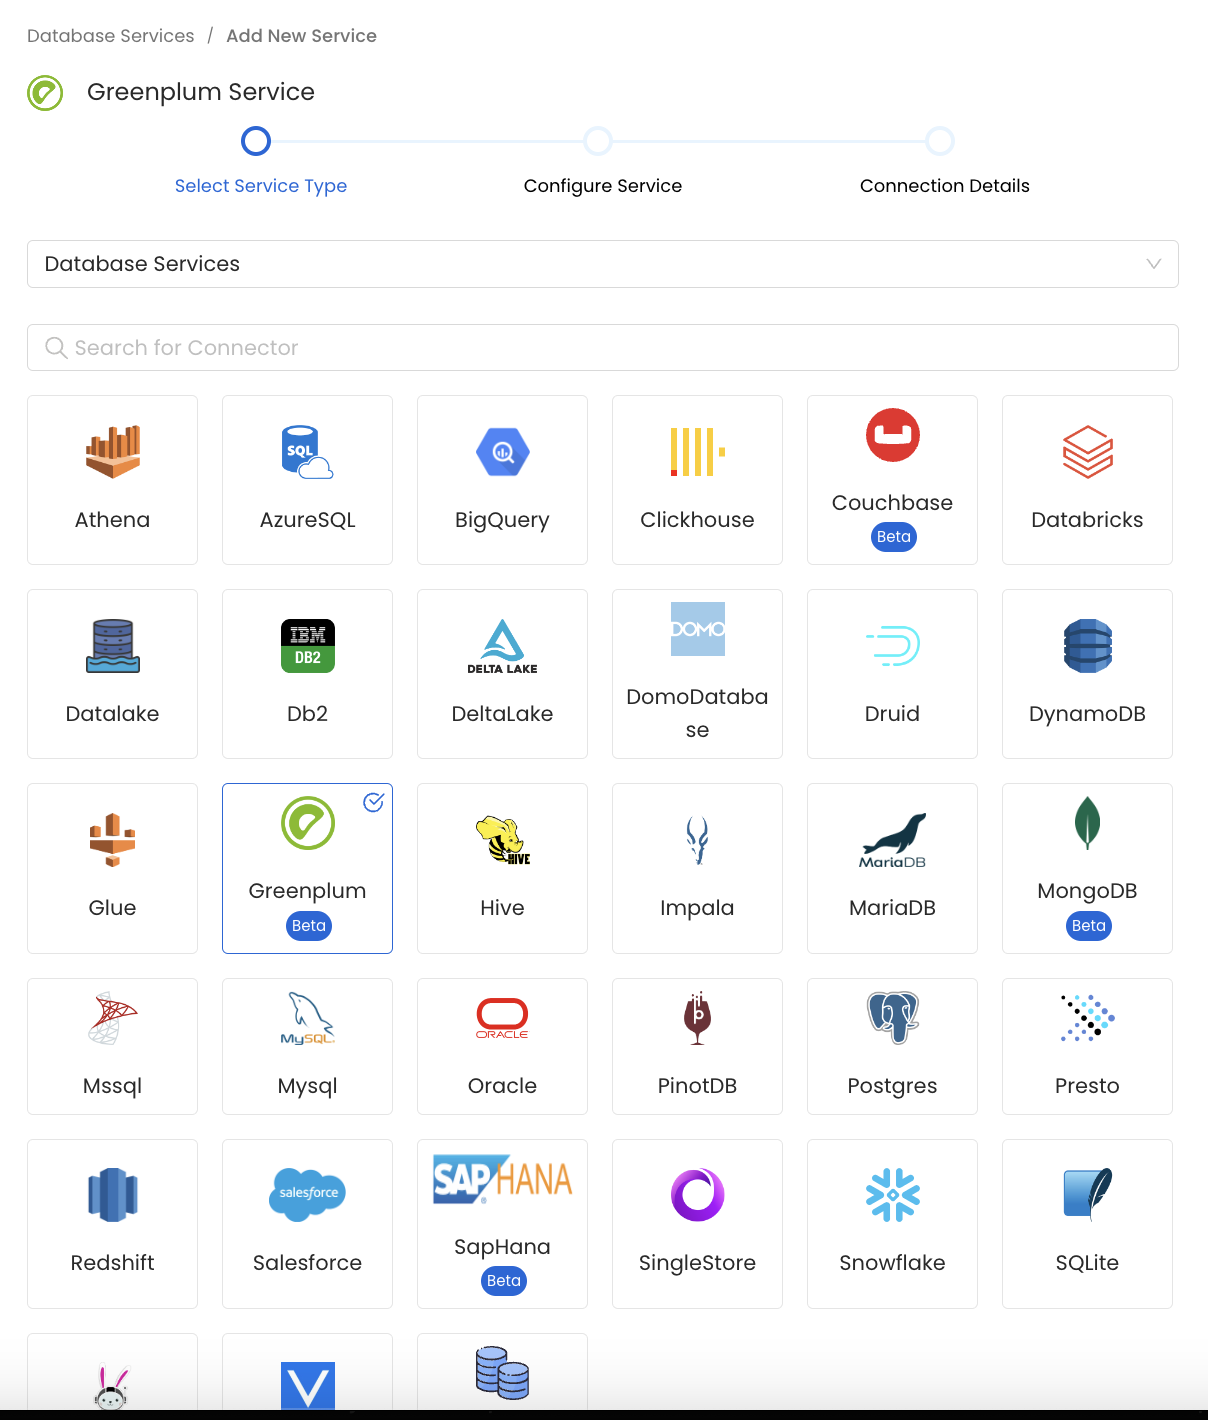 Database Services / Add New Service
Greenplum Service
Select Service Type
Configure Service
Connection Details
Database Services
Search for Connector
Athena
SQL
AzureSQL
BigQuery
Clickhouse
Couchbase
Beta
Databricks
Datalake
IBM
DB2
Db2
DELTA LAKE
DeltaLake
DOMO
DomoDataba
se
Druid
DynamoDB
Glue
Greenplum
Beta
HIVE
Hive
Impala
MariaDB
MariaDB
MongoDB
Beta
Mssql
MySQL
Mysql
ORACLE
Oracle
PinotDB
Postgres
Presto
Redshift
salesforce
Salesforce
SAP HANA
SapHana
Beta
SingleStore
Snowflake
SQLite